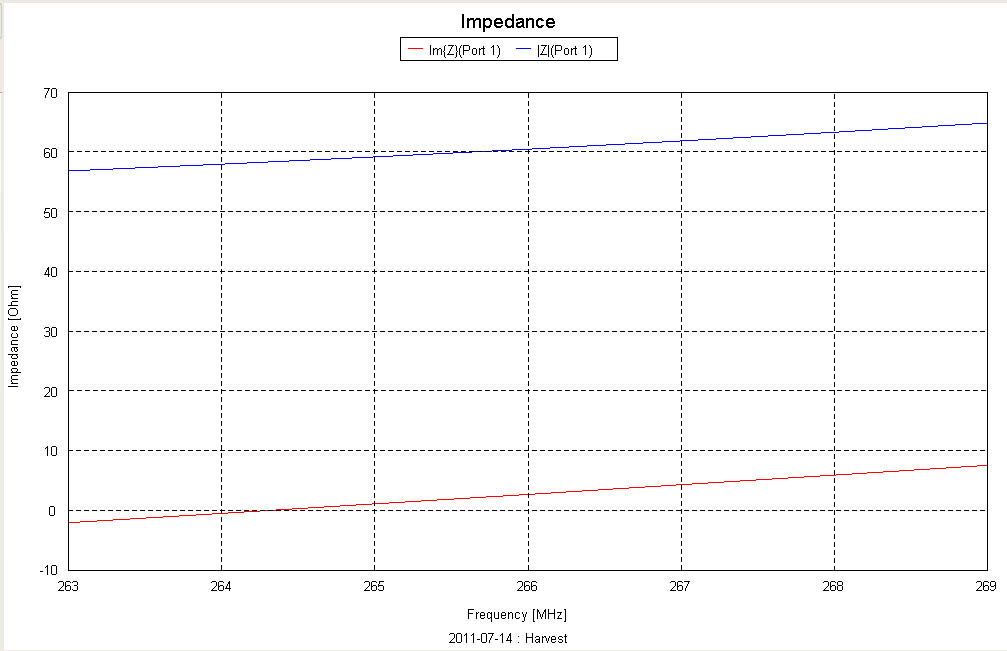 Impedance
Im{Z}(Port 1) |Z|(Port 1)
70
60
50
40
30
20
10
0
-10
Impedance [Ohm]
263 264 265 266 267 268 269
Frequency [MHz]
2011-07-14 : Harvest